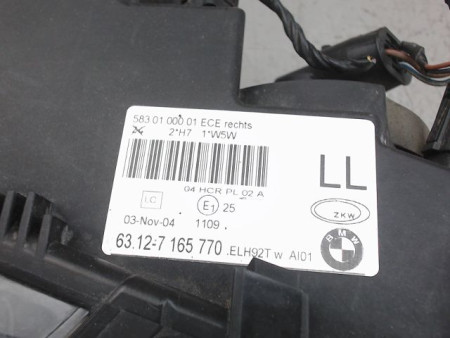 583 01 000 01 ECE rechts
2*H7 1*W5W
LL
04 HCR PL 02 A
I.C.
E1 25
ZKW
03-Nov-04 1109
BMW
63.12-7 165 770 .ELH92T w AI01